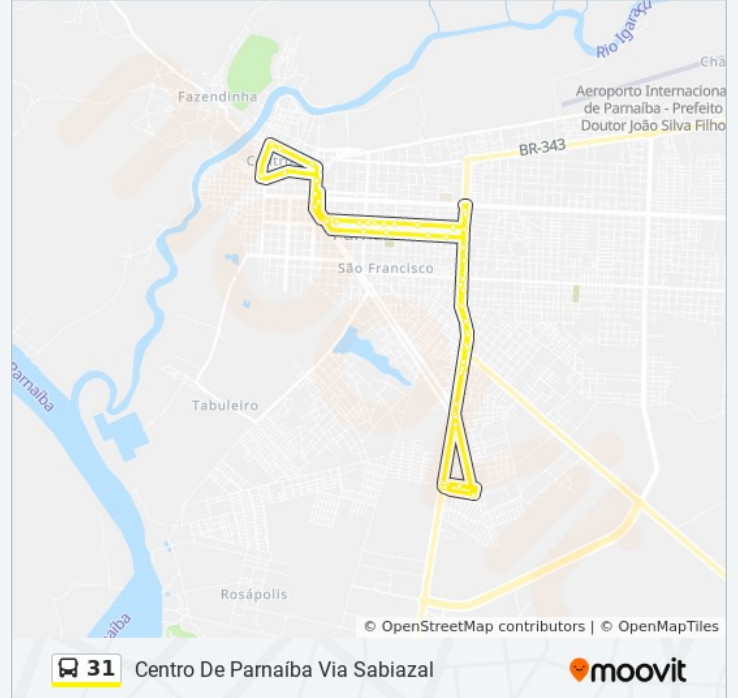 Rio Igaraçu
Cha
Fazendinha
Aeroporto Internaciona
de Parnaíba - Prefeito
Doutor João Silva Filho
BR-343
São Francisco
Parnaíba
Tabuleiro
Rosápolis
aíba
© OpenStreetMap contributors | © OpenMapTiles
31 Centro De Parnaíba Via Sabiazal
moovit